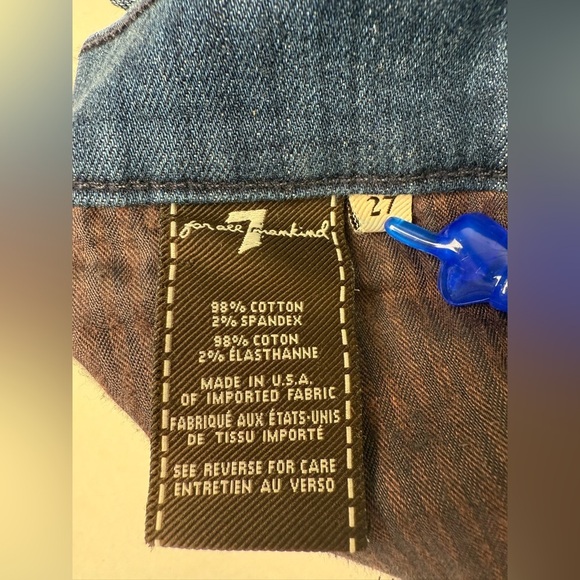 7
for all mankind
27
98% COTTON
2% SPANDEX
98% COTON
2% ÉLASTHANNE
MADE IN U.S.A.
OF IMPORTED FABRIC
FABRIQUÉ AUX ÉTATS-UNIS
DE TISSU IMPORTÉ
SEE REVERSE FOR CARE
ENTRETIEN AU VERSO